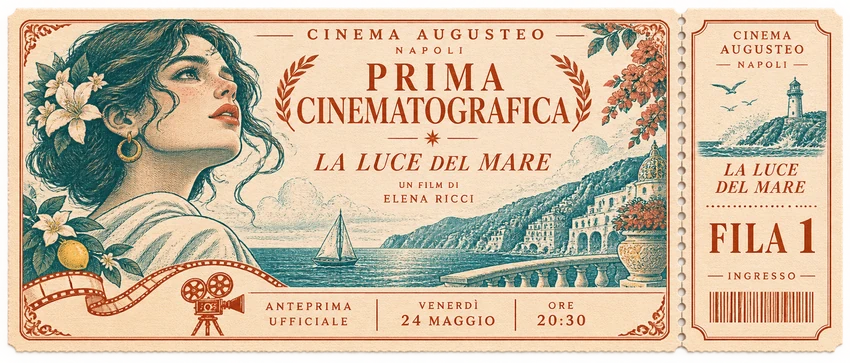 CINEMA AUGUSTEO
NAPOLI
PRIMA
CINEMATOGRAFICA
LA LUCE DEL MARE
UN FILM DI
ELENA RICCI
ANTEPRIMA
UFFICIALE
VENERDÌ
24 MAGGIO
ORE
20:30
CINEMA
AUGUSTEO
NAPOLI
LA LUCE
DEL MARE
FILA 1
INGRESSO